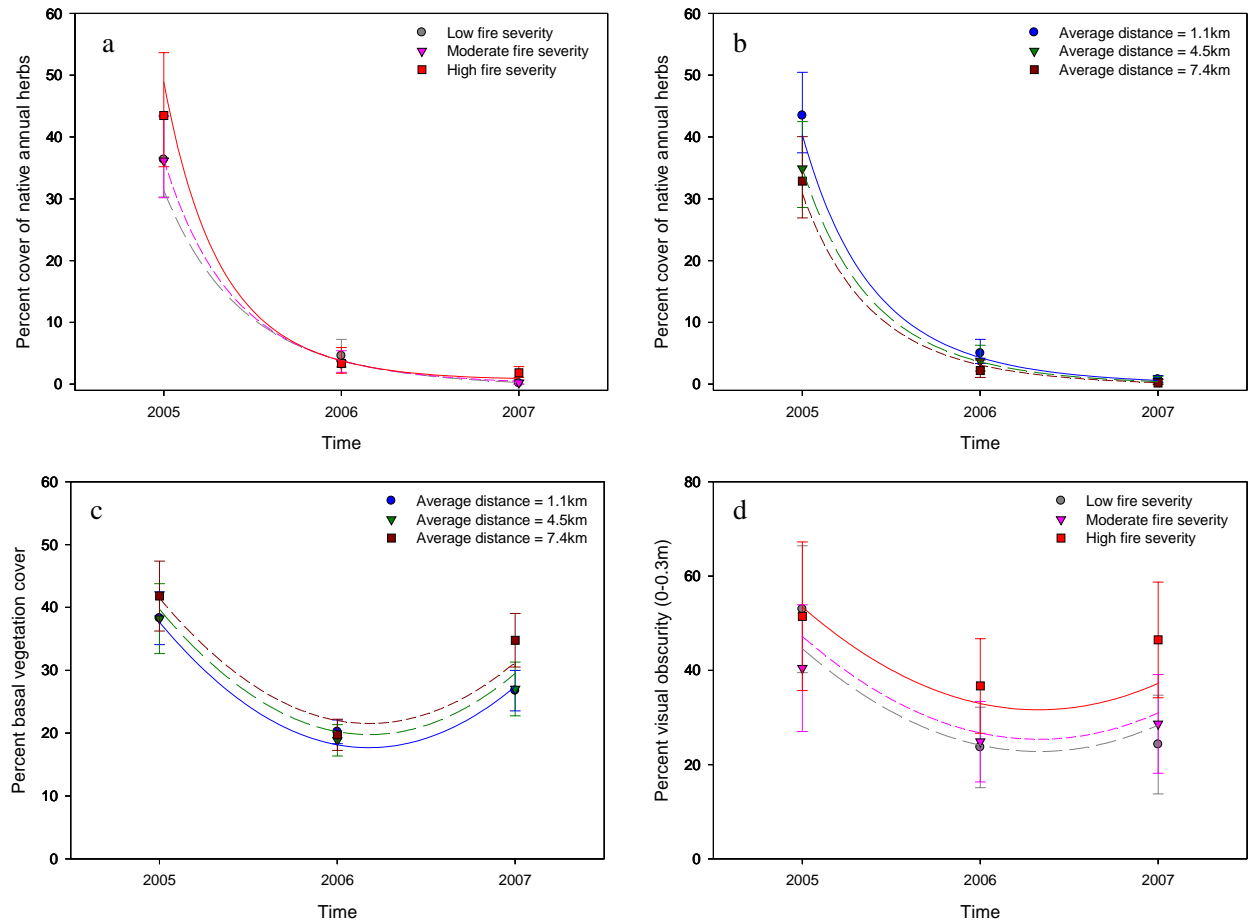 a
Low fire severity
Moderate fire severity
High fire severity
Percent cover of native annual herbs
60
50
40
30
20
10
0
2005
2006
2007
Time
b
Average distance = 1.1km
Average distance = 4.5km
Average distance = 7.4km
Percent cover of native annual herbs
60
50
40
30
20
10
0
2005
2006
2007
Time
c
Average distance = 1.1km
Average distance = 4.5km
Average distance = 7.4km
Percent basal vegetation cover
60
50
40
30
20
10
0
2005
2006
2007
Time
d
Low fire severity
Moderate fire severity
High fire severity
Percent visual obscurity (0-0.3m)
80
60
40
20
0
2005
2006
2007
Time